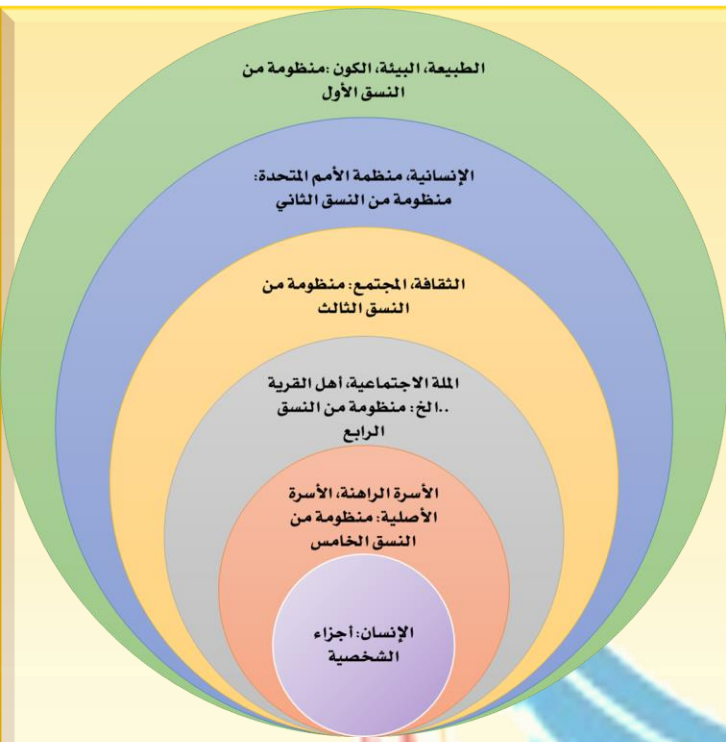 الطبيعة، البيئة، الكون :منظومة من
النسق الأول
الإنسانية، منظمة الأمم المتحدة:
منظومة من النسق الثاني
الثقافة، المجتمع: منظومة من
النسق الثالث
الملة الاجتماعية، أهل القرية
..الخ: منظومة من النسق
الرابع
الأسرة الراهنة، الأسرة
الأصلية: منظومة من
النسق الخامس
الإنسان: أجزاء
الشخصية